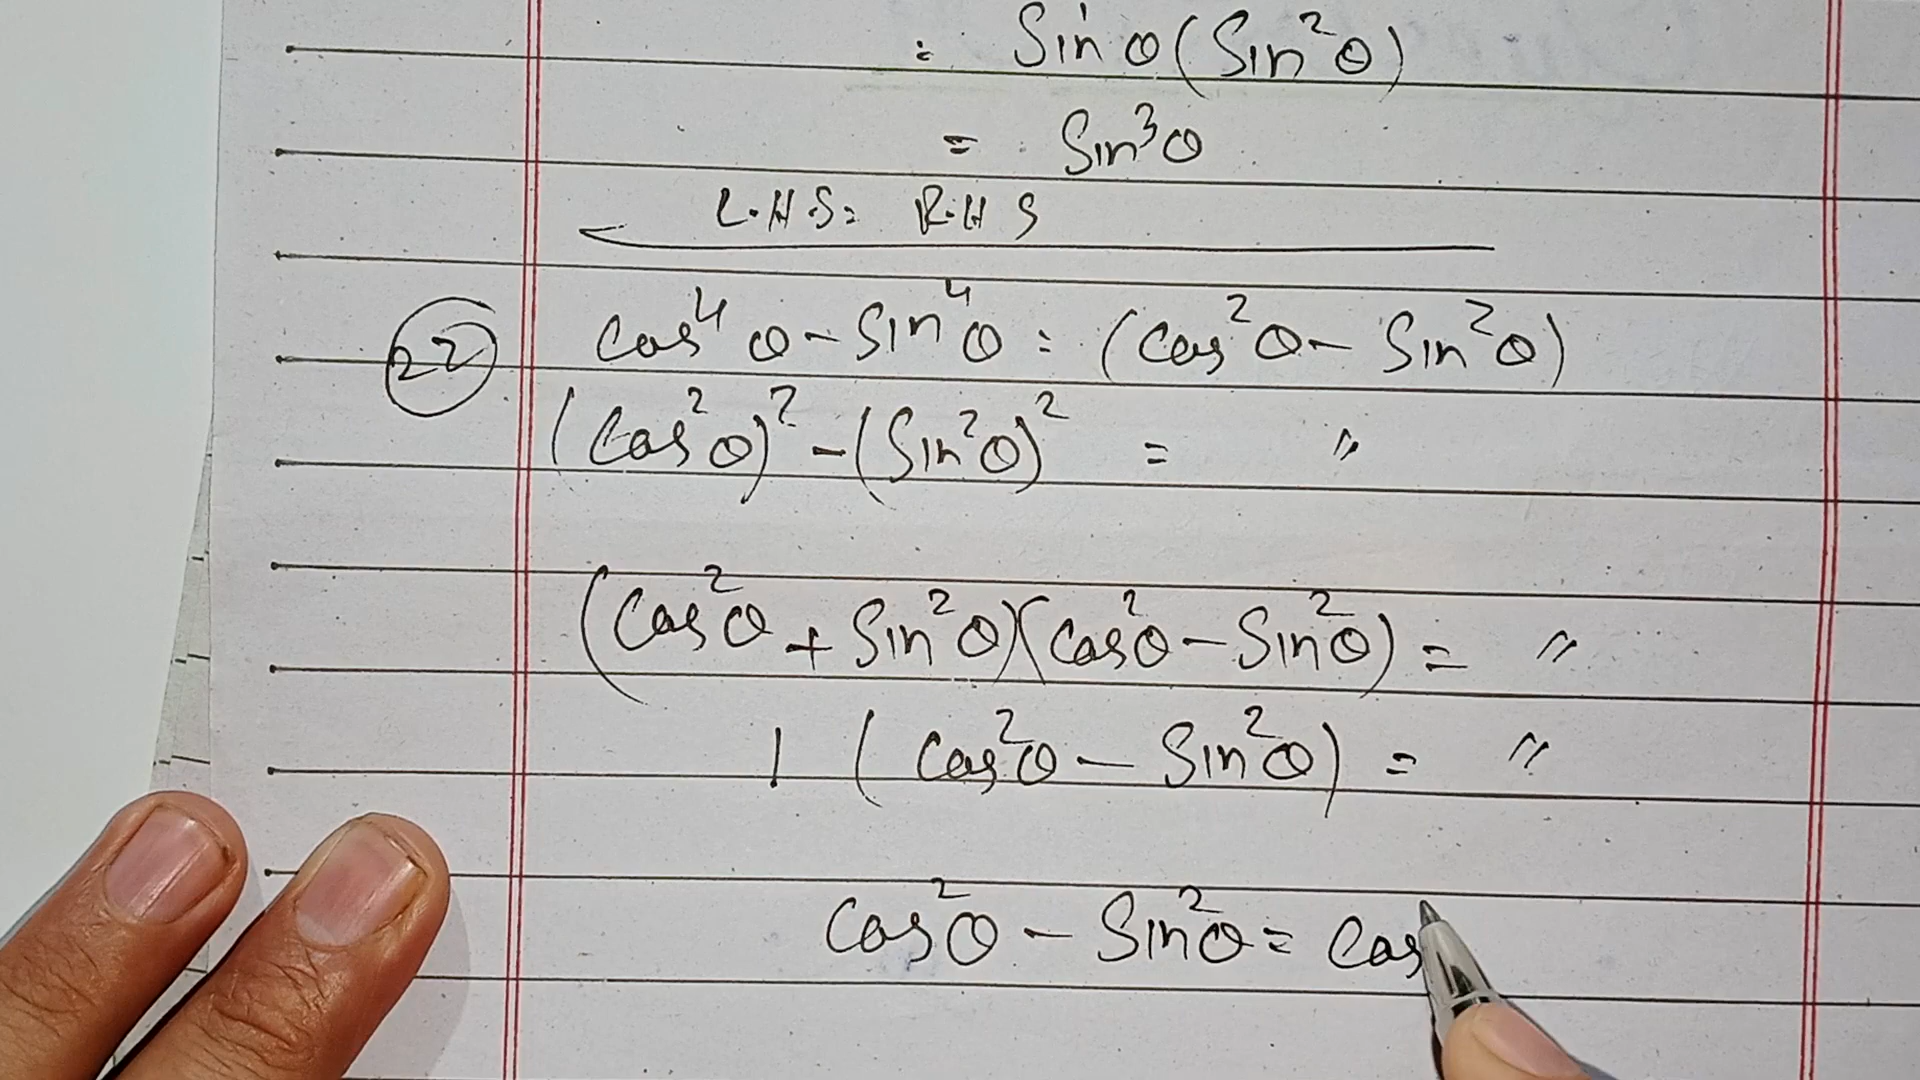 = Sin θ (Sin²θ)
= Sin³θ
L.H.S = R.H S
22 Cos⁴ θ - Sin⁴θ = (Cos²θ - Sin²θ)
(Cos²θ)² - (Sin²θ)² = "
(Cos²θ + Sin²θ)(Cos²θ - Sin²θ) = "
1 (Cos²θ - Sin²θ) = "
Cos²θ - Sin²θ = Cos